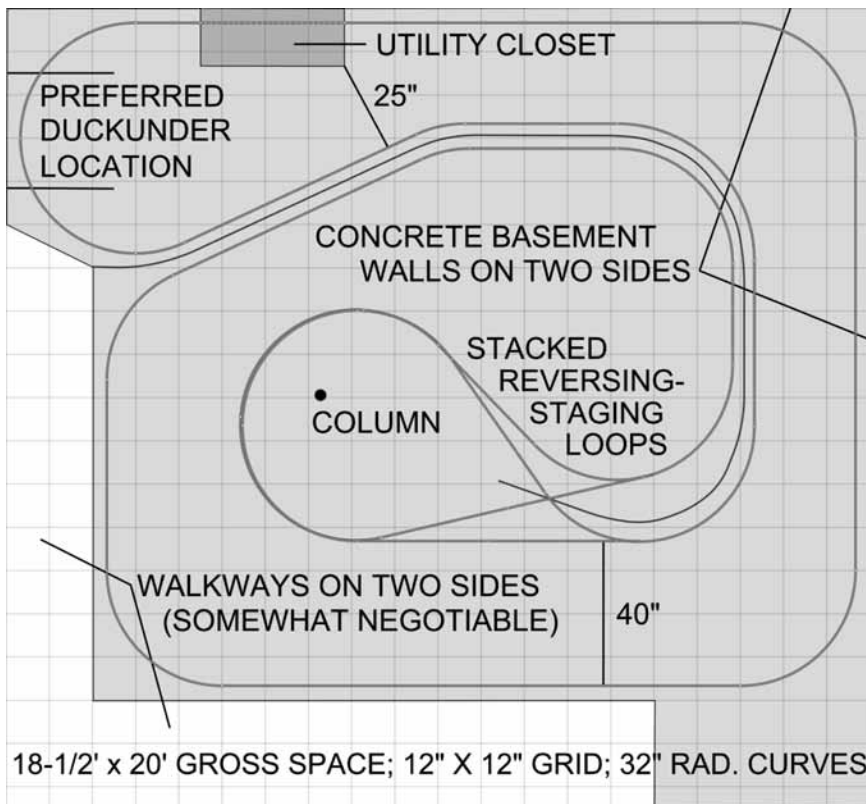 UTILITY CLOSET
25"
PREFERRED
DUCKUNDER
LOCATION
CONCRETE BASEMENT
WALLS ON TWO SIDES
STACKED
REVERSING-
STAGING
LOOPS
COLUMN
WALKWAYS ON TWO SIDES
(SOMEWHAT NEGOTIABLE)
40"
18-1/2' x 20' GROSS SPACE; 12" X 12" GRID; 32" RAD. CURVES